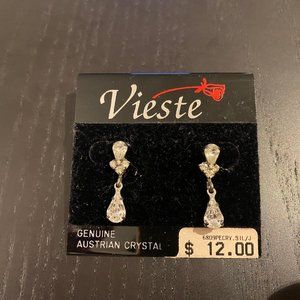 Vieste
GENUINE
AUSTRIAN CRYSTAL
$ 12.00